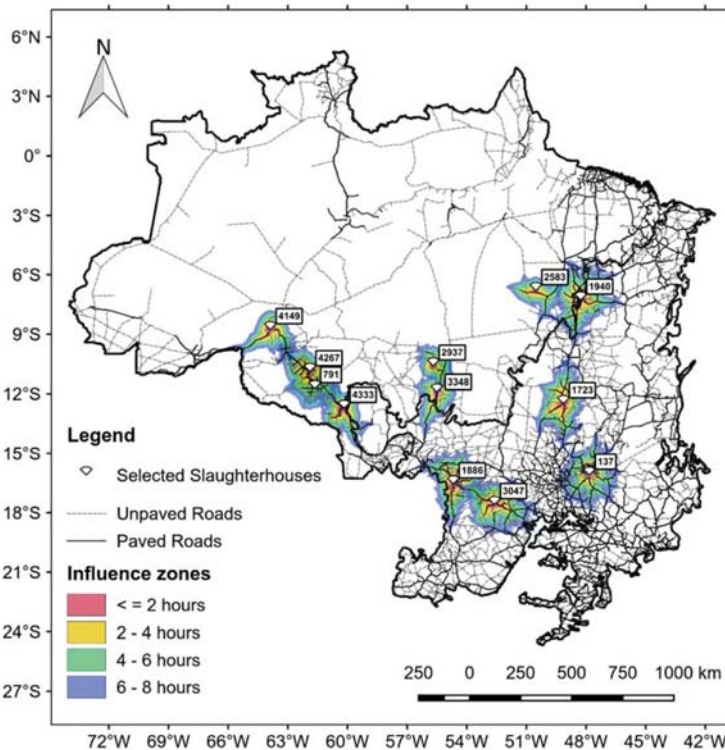 6°N
3°N
0°
3°S
6°S
9°S
12°S
15°S
18°S
21°S
24°S
27°S
N
2583
1940
4149
4267
791
4333
2937
3348
1723
137
1886
3047
Legend
Selected Slaughterhouses
Unpaved Roads
Paved Roads
Influence zones
< = 2 hours
2 - 4 hours
4 - 6 hours
6 - 8 hours
250 0 250 500 750 1000 km
72°W 69°W 66°W 63°W 60°W 57°W 54°W 51°W 48°W 45°W 42°W